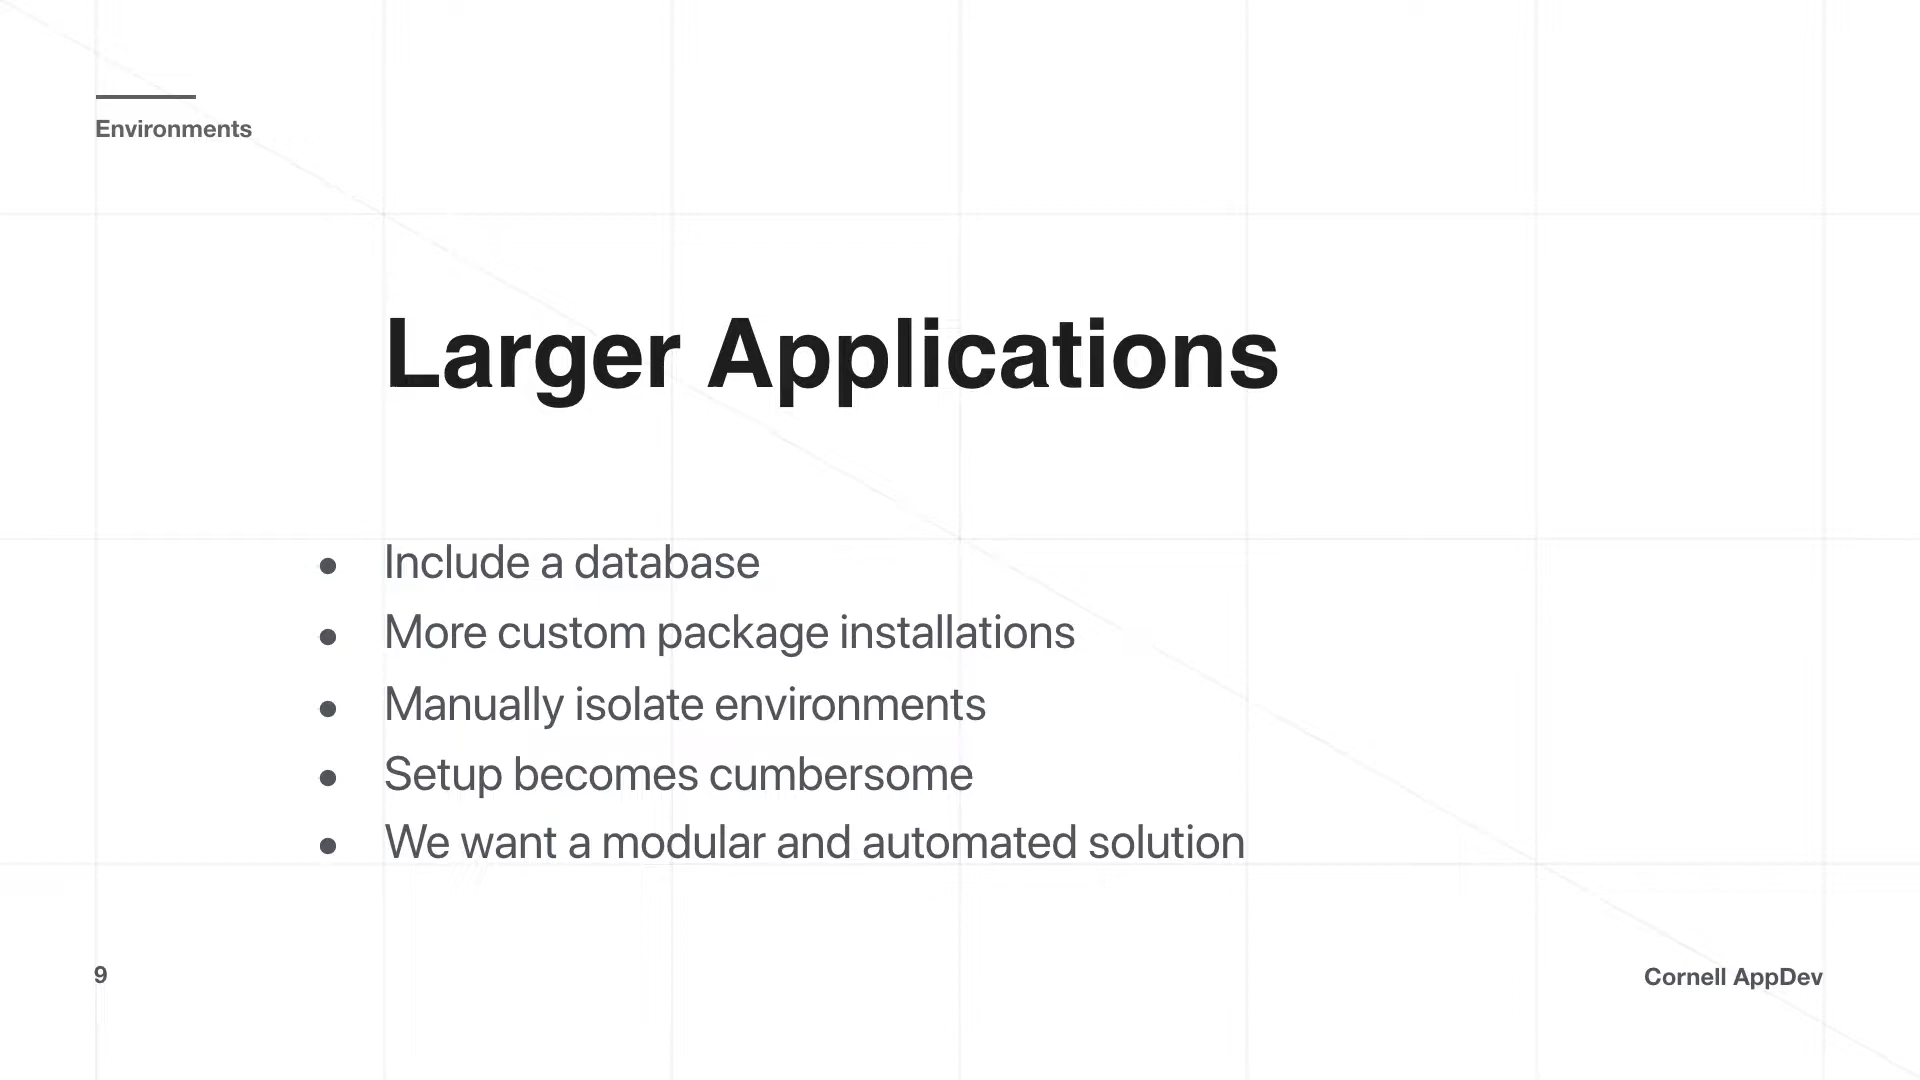 Environments
Larger Applications
● Include a database
● More custom package installations
● Manually isolate environments
● Setup becomes cumbersome
● We want a modular and automated solution
9
Cornell AppDev